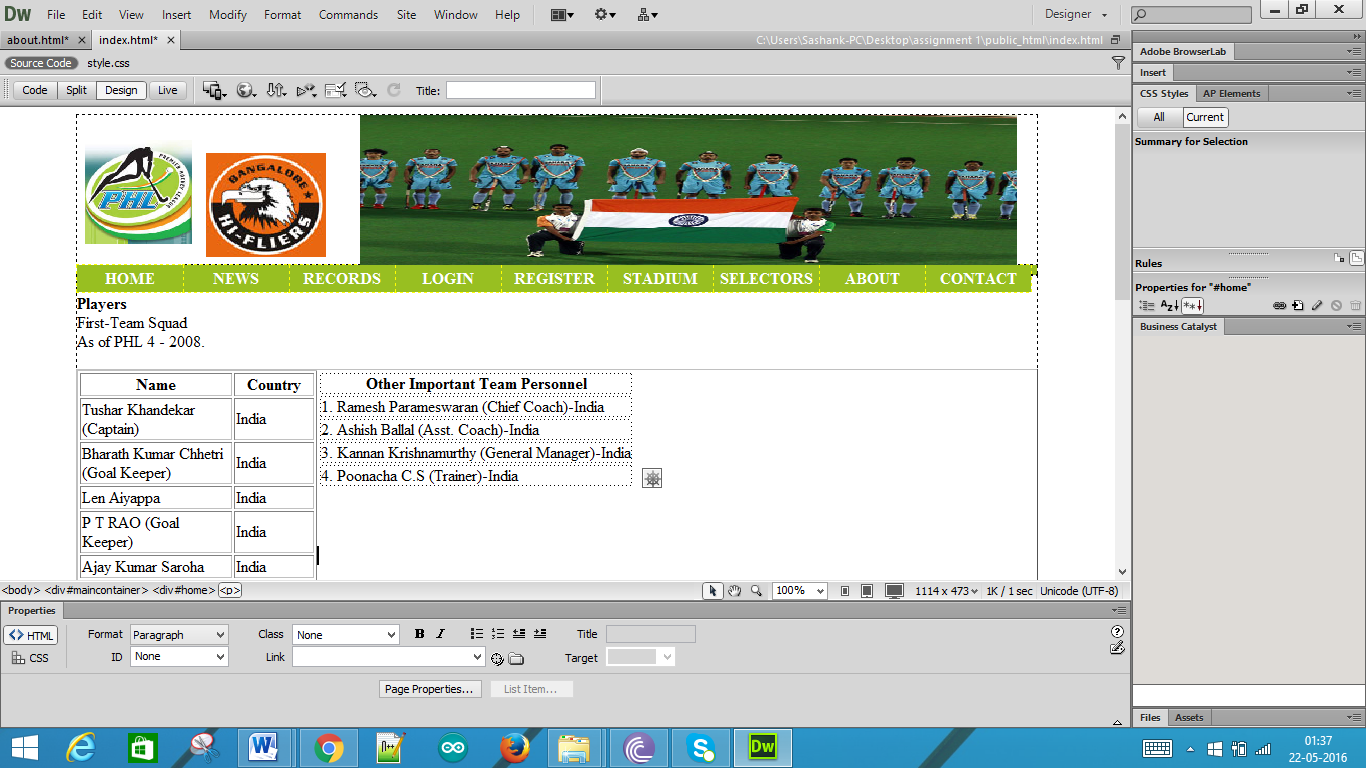 Dw File Edit View Insert Modify Format Commands Site Window Help Designer
about.html* index.html* C:\Users\Sashank-PC\Desktop\assignment 1\public_html\index.html
Source Code style.css
Code Split Design Live Title:
PREMIER HOCKEY LEAGUE
PHL
BANGALORE
HI-FLIERS
HOME NEWS RECORDS LOGIN REGISTER STADIUM SELECTORS ABOUT CONTACT
Players
First-Team Squad
As of PHL 4 - 2008.
Name Country
Tushar Khandekar
(Captain) India
Bharath Kumar Chhetri
(Goal Keeper) India
Len Aiyappa India
P T RAO (Goal
Keeper) India
Ajay Kumar Saroha India
Other Important Team Personnel
1. Ramesh Parameswaran (Chief Coach)-India
2. Ashish Ballal (Asst. Coach)-India
3. Kannan Krishnamurthy (General Manager)-India
4. Poonacha C.S (Trainer)-India
<body> <div#maincontainer> <div#home> <p> 100% 1114 x 473 1K / 1 sec Unicode (UTF-8)
Properties
<> HTML Format Paragraph Class None B I Title
CSS ID None Link Target
Page Properties... List Item...
Adobe BrowserLab
Insert
CSS Styles AP Elements
All Current
Summary for Selection
Rules
Properties for "#home"
Az↓ **↓
Business Catalyst
Files Assets
W Dw 01:37
22-05-2016